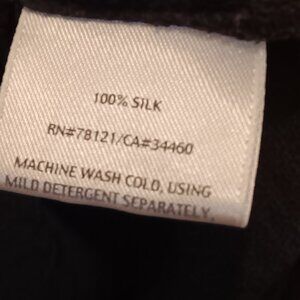 100% SILK
RN#78121/CA#34460
MACHINE WASH COLD, USING
MILD DETERGENT SEPARATELY.